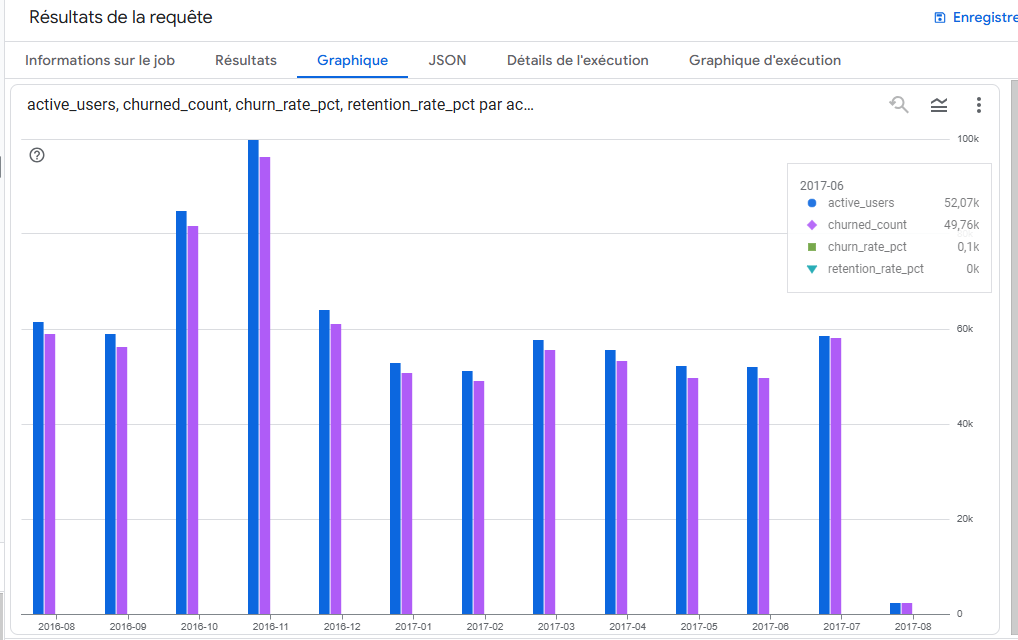 Résultats de la requête
Enregistre
Informations sur le job Résultats Graphique JSON Détails de l'exécution Graphique d'exécution
active_users, churned_count, churn_rate_pct, retention_rate_pct par ac...
100k
2017-06
active_users 52,07k
churned_count 49,76k
churn_rate_pct 0,1k
retention_rate_pct 0k
60k
40k
20k
0
2016-08 2016-09 2016-10 2016-11 2016-12 2017-01 2017-02 2017-03 2017-04 2017-05 2017-06 2017-07 2017-08